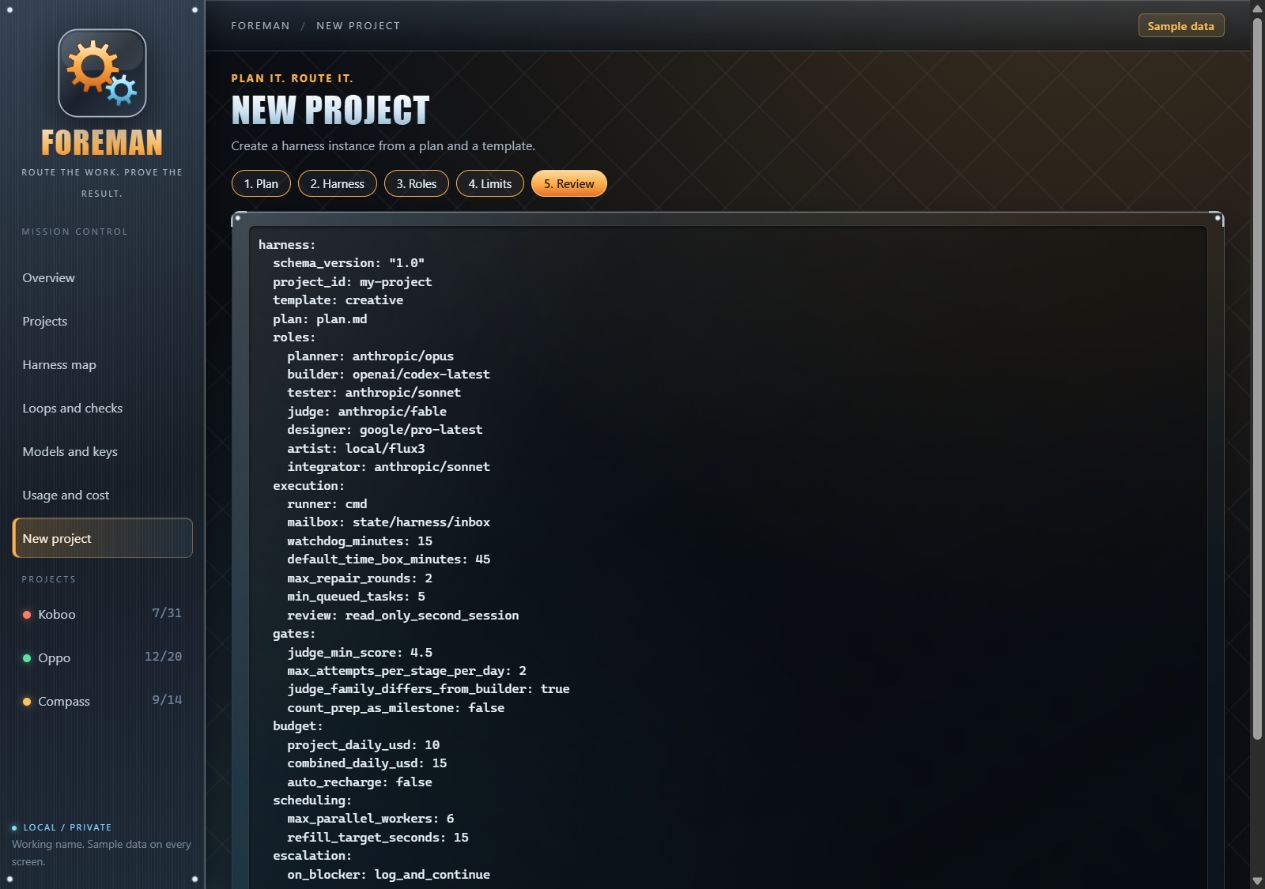 FOREMAN
ROUTE THE WORK. PROVE THE
RESULT.
MISSION CONTROL
Overview
Projects
Harness map
Loops and checks
Models and keys
Usage and cost
New project
PROJECTS
Koboo 7/31
Oppo 12/20
Compass 9/14
LOCAL / PRIVATE
Working name. Sample data on every
screen.
FOREMAN / NEW PROJECT
Sample data
PLAN IT. ROUTE IT.
NEW PROJECT
Create a harness instance from a plan and a template.
1. Plan 2. Harness 3. Roles 4. Limits 5. Review
harness:
  schema_version: "1.0"
  project_id: my-project
  template: creative
  plan: plan.md
  roles:
    planner: anthropic/opus
    builder: openai/codex-latest
    tester: anthropic/sonnet
    judge: anthropic/fable
    designer: google/pro-latest
    artist: local/flux3
    integrator: anthropic/sonnet
  execution:
    runner: cmd
    mailbox: state/harness/inbox
    watchdog_minutes: 15
    default_time_box_minutes: 45
    max_repair_rounds: 2
    min_queued_tasks: 5
    review: read_only_second_session
  gates:
    judge_min_score: 4.5
    max_attempts_per_stage_per_day: 2
    judge_family_differs_from_builder: true
    count_prep_as_milestone: false
  budget:
    project_daily_usd: 10
    combined_daily_usd: 15
    auto_recharge: false
  scheduling:
    max_parallel_workers: 6
    refill_target_seconds: 15
  escalation:
    on_blocker: log_and_continue